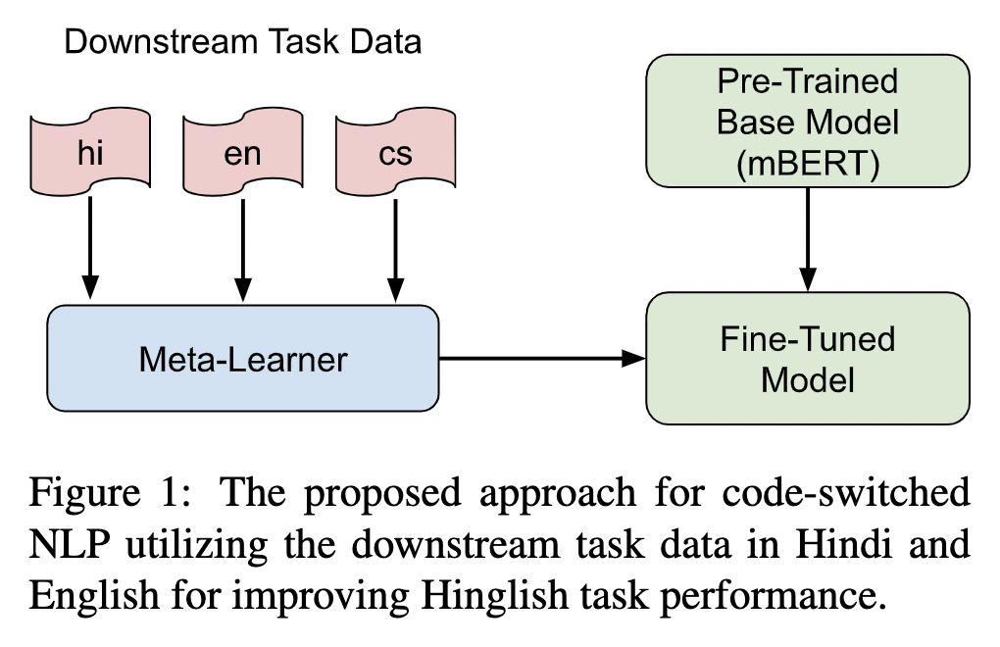 Downstream Task Data
hi
en
cs
Pre-Trained
Base Model
(mBERT)
Meta-Learner
Fine-Tuned
Model
Figure 1: The proposed approach for code-switched
NLP utilizing the downstream task data in Hindi and
English for improving Hinglish task performance.